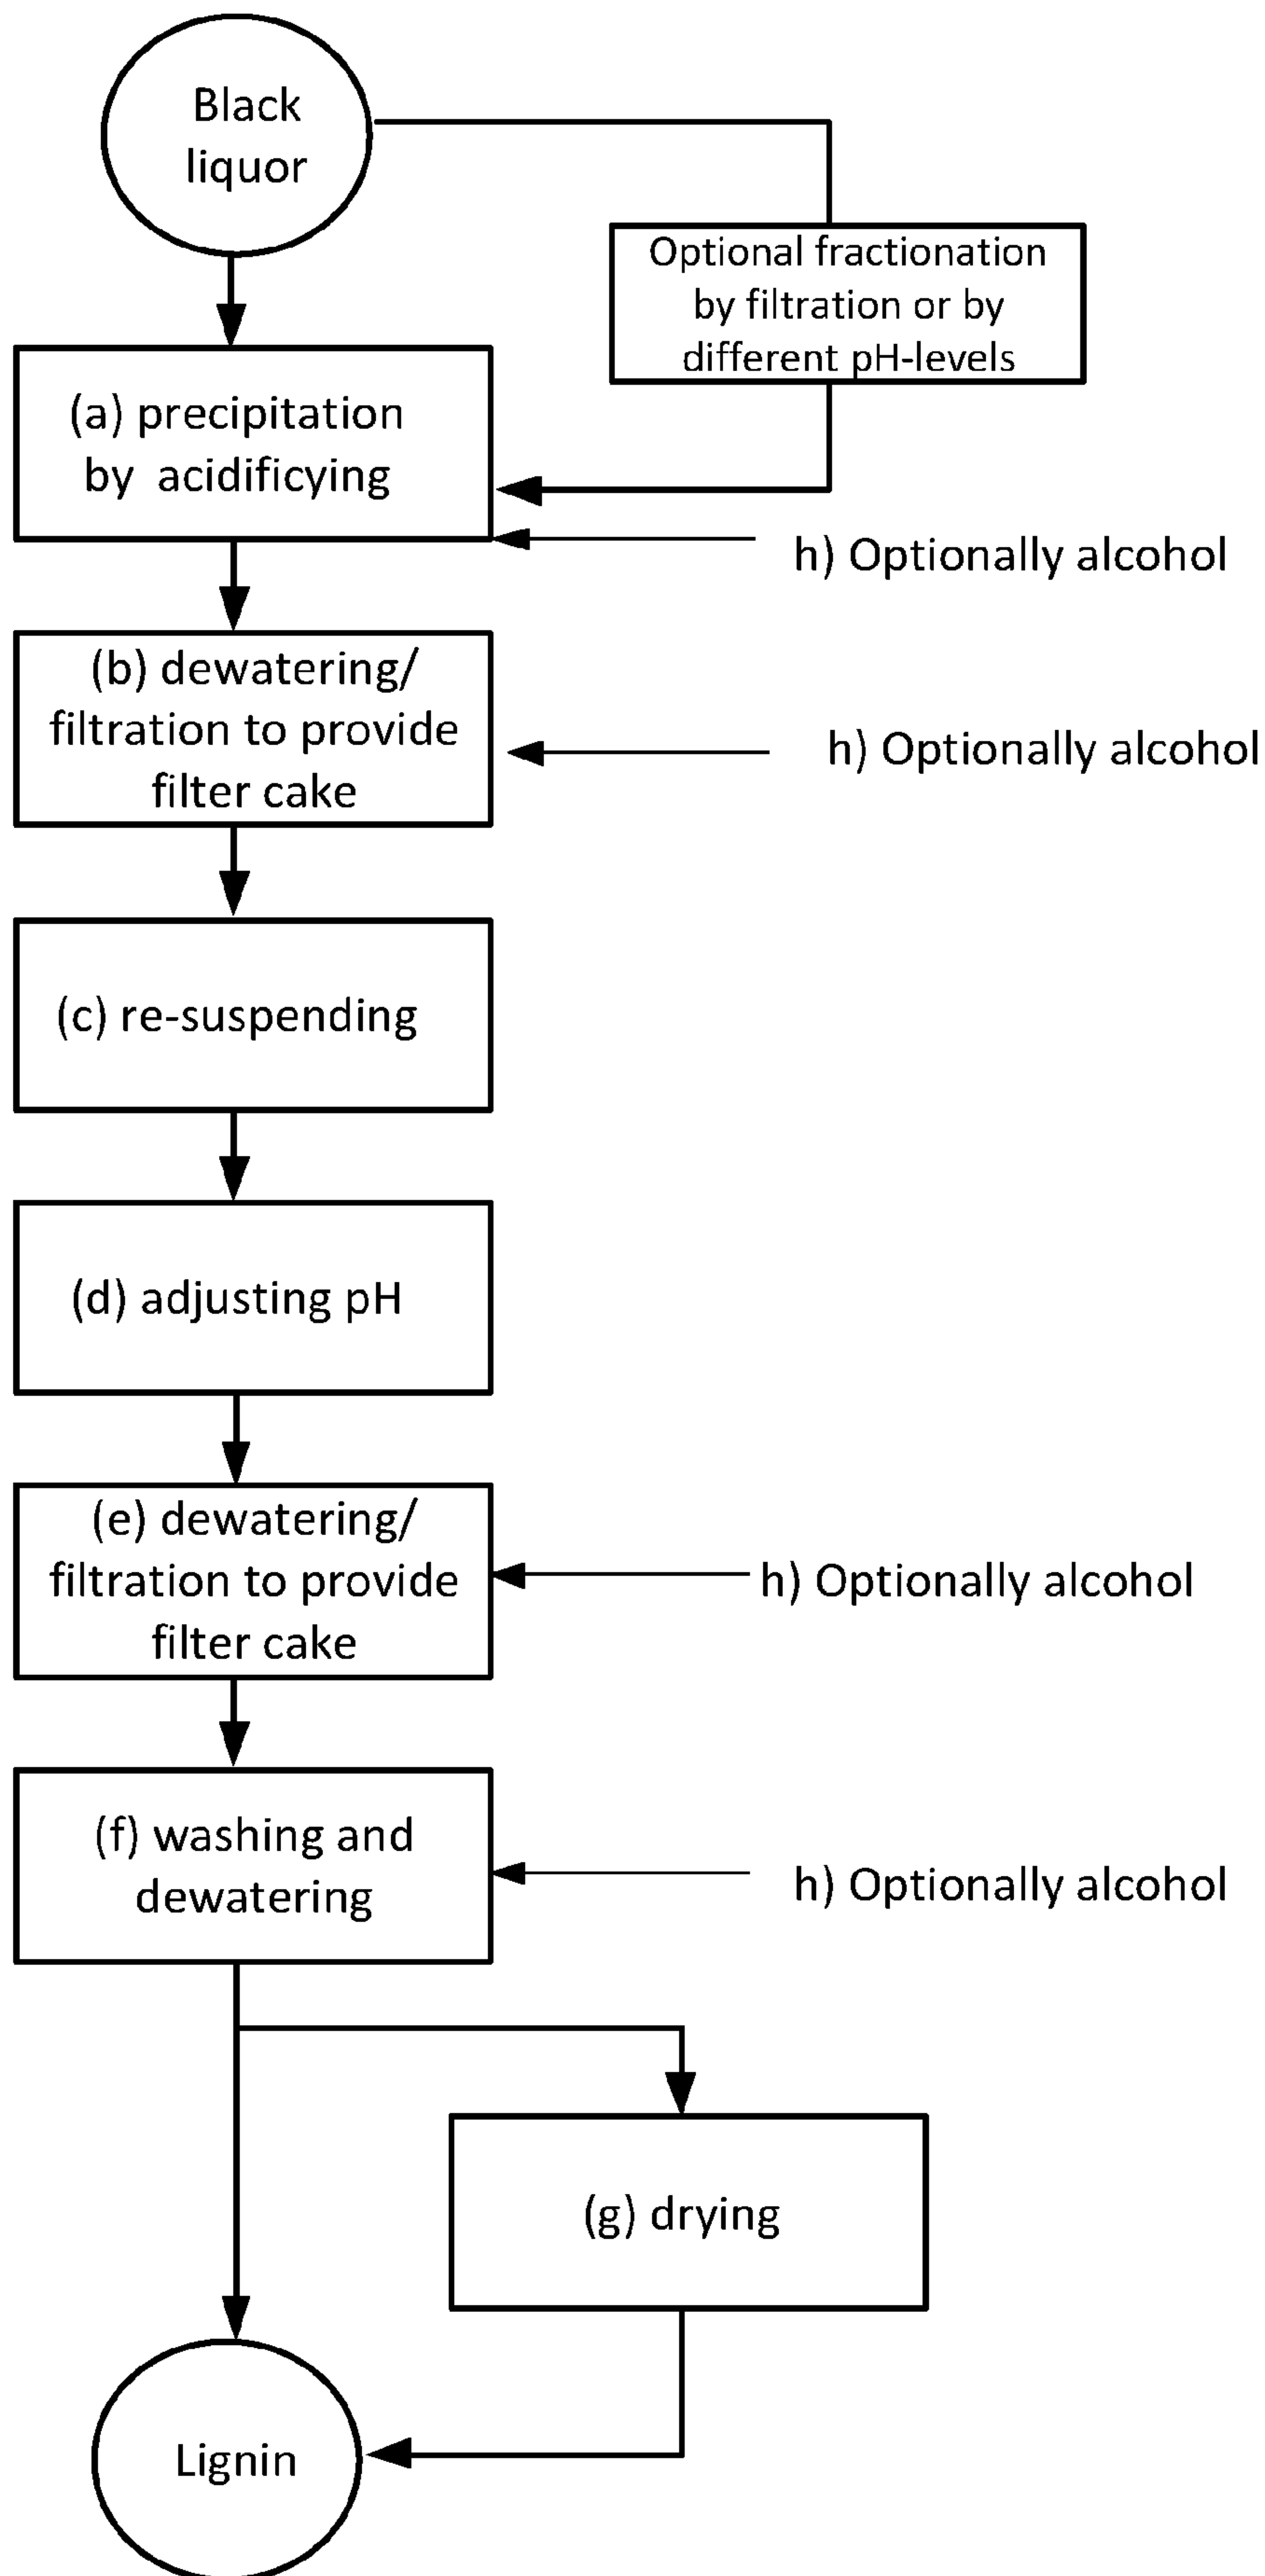 Black
liquor
Optional fractionation
by filtration or by
different pH-levels
(a) precipitation
by acidificying
h) Optionally alcohol
(b) dewatering/
filtration to provide
filter cake
h) Optionally alcohol
(c) re-suspending
(d) adjusting pH
(e) dewatering/
filtration to provide
filter cake
h) Optionally alcohol
(f) washing and
dewatering
h) Optionally alcohol
(g) drying
Lignin